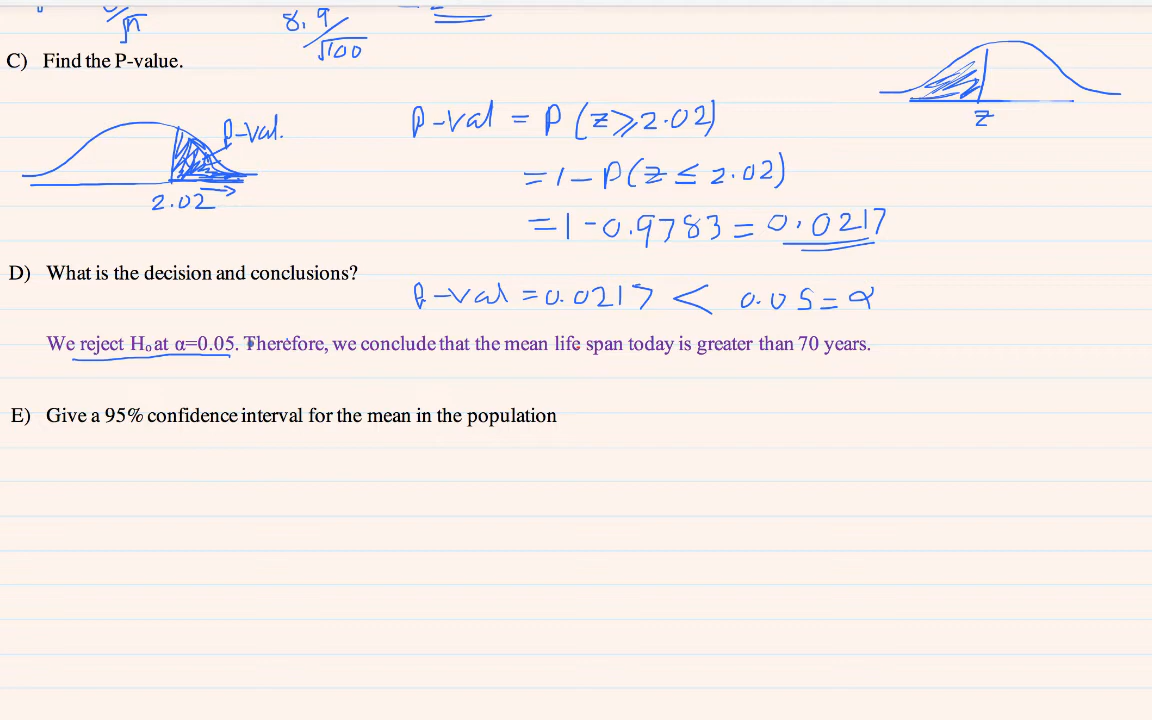 √n
8.9
√100
C) Find the P-value.
P-val.
2.02
z
P-val = P (z ⩾ 2.02)
= 1 - P(z ≤ 2.02)
= 1 - 0.9783 = 0.0217
D) What is the decision and conclusions?
P-val = 0.0217 < 0.05 = α
We reject H₀ at α=0.05. Therefore, we conclude that the mean life span today is greater than 70 years.
E) Give a 95% confidence interval for the mean in the population